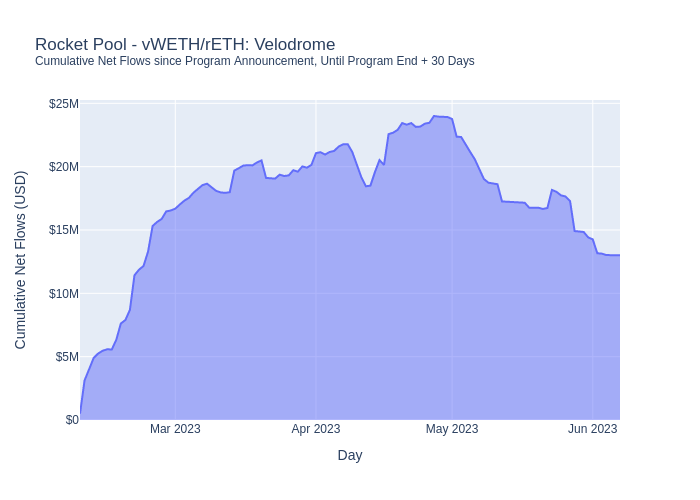 Rocket Pool - vWETH/rETH: Velodrome
Cumulative Net Flows since Program Announcement, Until Program End + 30 Days
Cumulative Net Flows (USD)
$25M
$20M
$15M
$10M
$5M
$0
Mar 2023
Apr 2023
May 2023
Jun 2023
Day